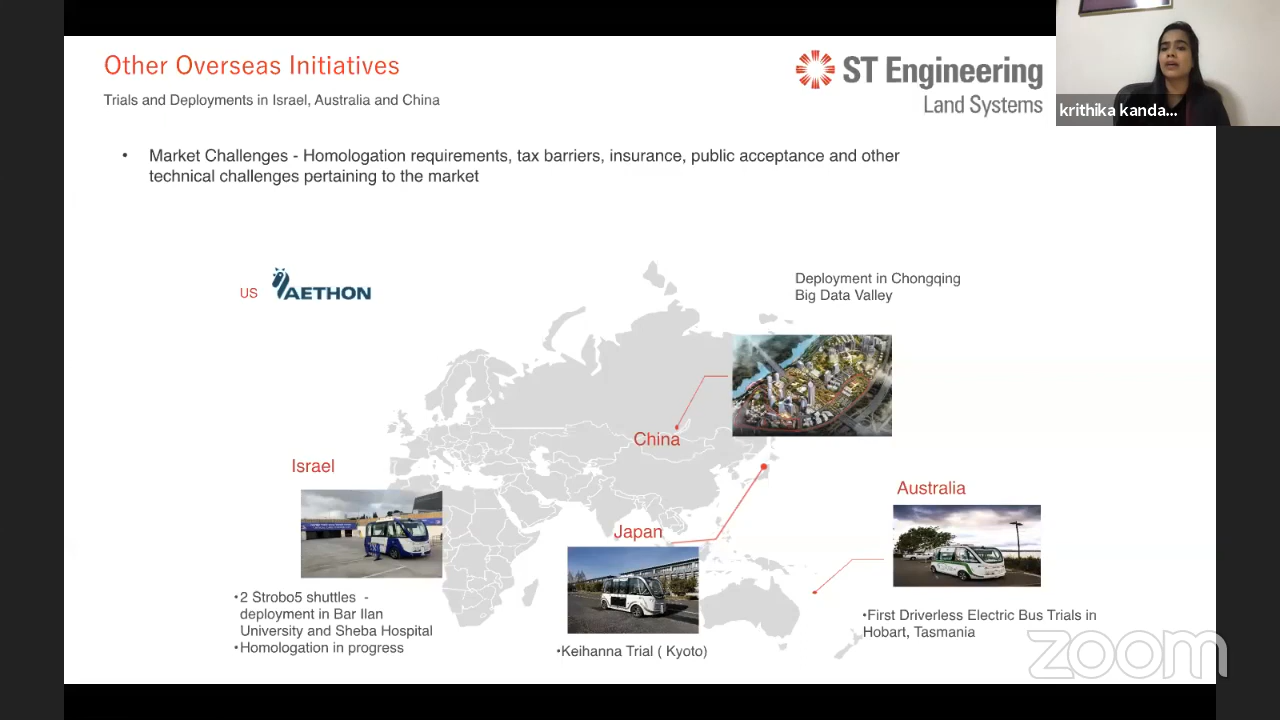 Other Overseas Initiatives
Trials and Deployments in Israel, Australia and China
ST Engineering
Land Systems
krithika kanda...
• Market Challenges - Homologation requirements, tax barriers, insurance, public acceptance and other
technical challenges pertaining to the market
US AETHON
Deployment in Chongqing
Big Data Valley
China
Israel
Australia
Japan
•2 Strobo5 shuttles -
deployment in Bar Ilan
University and Sheba Hospital
•Homologation in progress
•Keihanna Trial ( Kyoto)
•First Driverless Electric Bus Trials in
Hobart, Tasmania
zoom